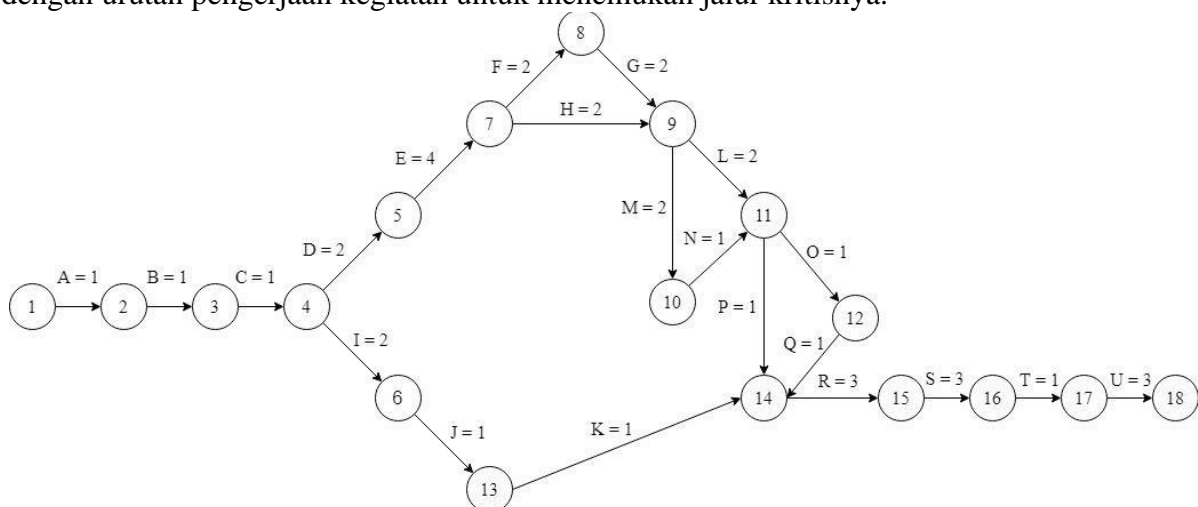 dengan urutan pengerjaan kegiatan untuk menemukan jalur kritisnya.
8
F = 2
G = 2
7
H = 2
9
E = 4
L = 2
5
M = 2
11
D = 2
N = 1
O = 1
A = 1
B = 1
C = 1
1
2
3
4
10
P = 1
12
I = 2
Q = 1
6
14
R = 3
15
S = 3
16
T = 1
17
U = 3
18
J = 1
K = 1
13